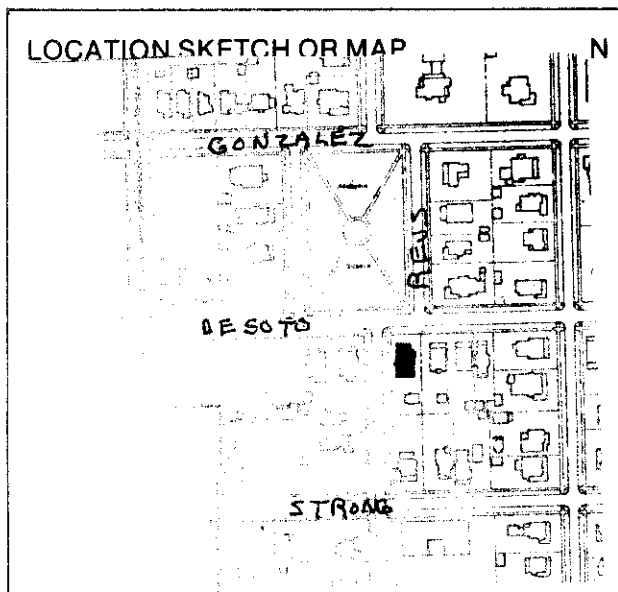 LOCATION SKETCH OR MAP
N
GONZALEZ
REUS
DE SOTO
STRONG